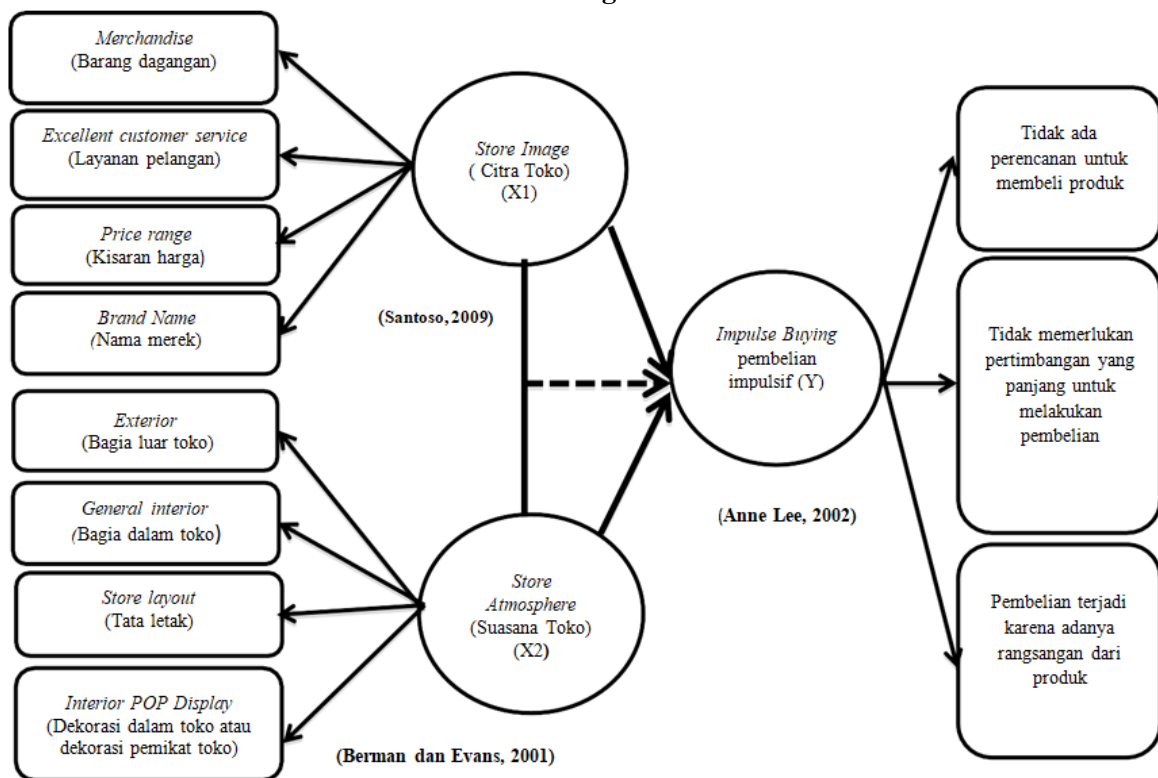 Merchandise
(Barang dagangan)
Excellent customer service
(Layanan pelangan)
Price range
(Kisaran harga)
Brand Name
(Nama merek)
Exterior
(Bagia luar toko)
General interior
(Bagia dalam toko)
Store layout
(Tata letak)
Interior POP Display
(Dekorasi dalam toko atau
dekorasi pemikat toko)
Store Image
( Citra Toko)
(X1)
(Santoso, 2009)
Store
Atmosphere
(Suasana Toko)
(X2)
(Berman dan Evans, 2001)
Impulse Buying
pembelian
impulsif (Y)
(Anne Lee, 2002)
Tidak ada
perencanan untuk
membeli produk
Tidak memerlukan
pertimbangan yang
panjang untuk
melakukan
pembelian
Pembelian terjadi
karena adanya
rangsangan dari
produk